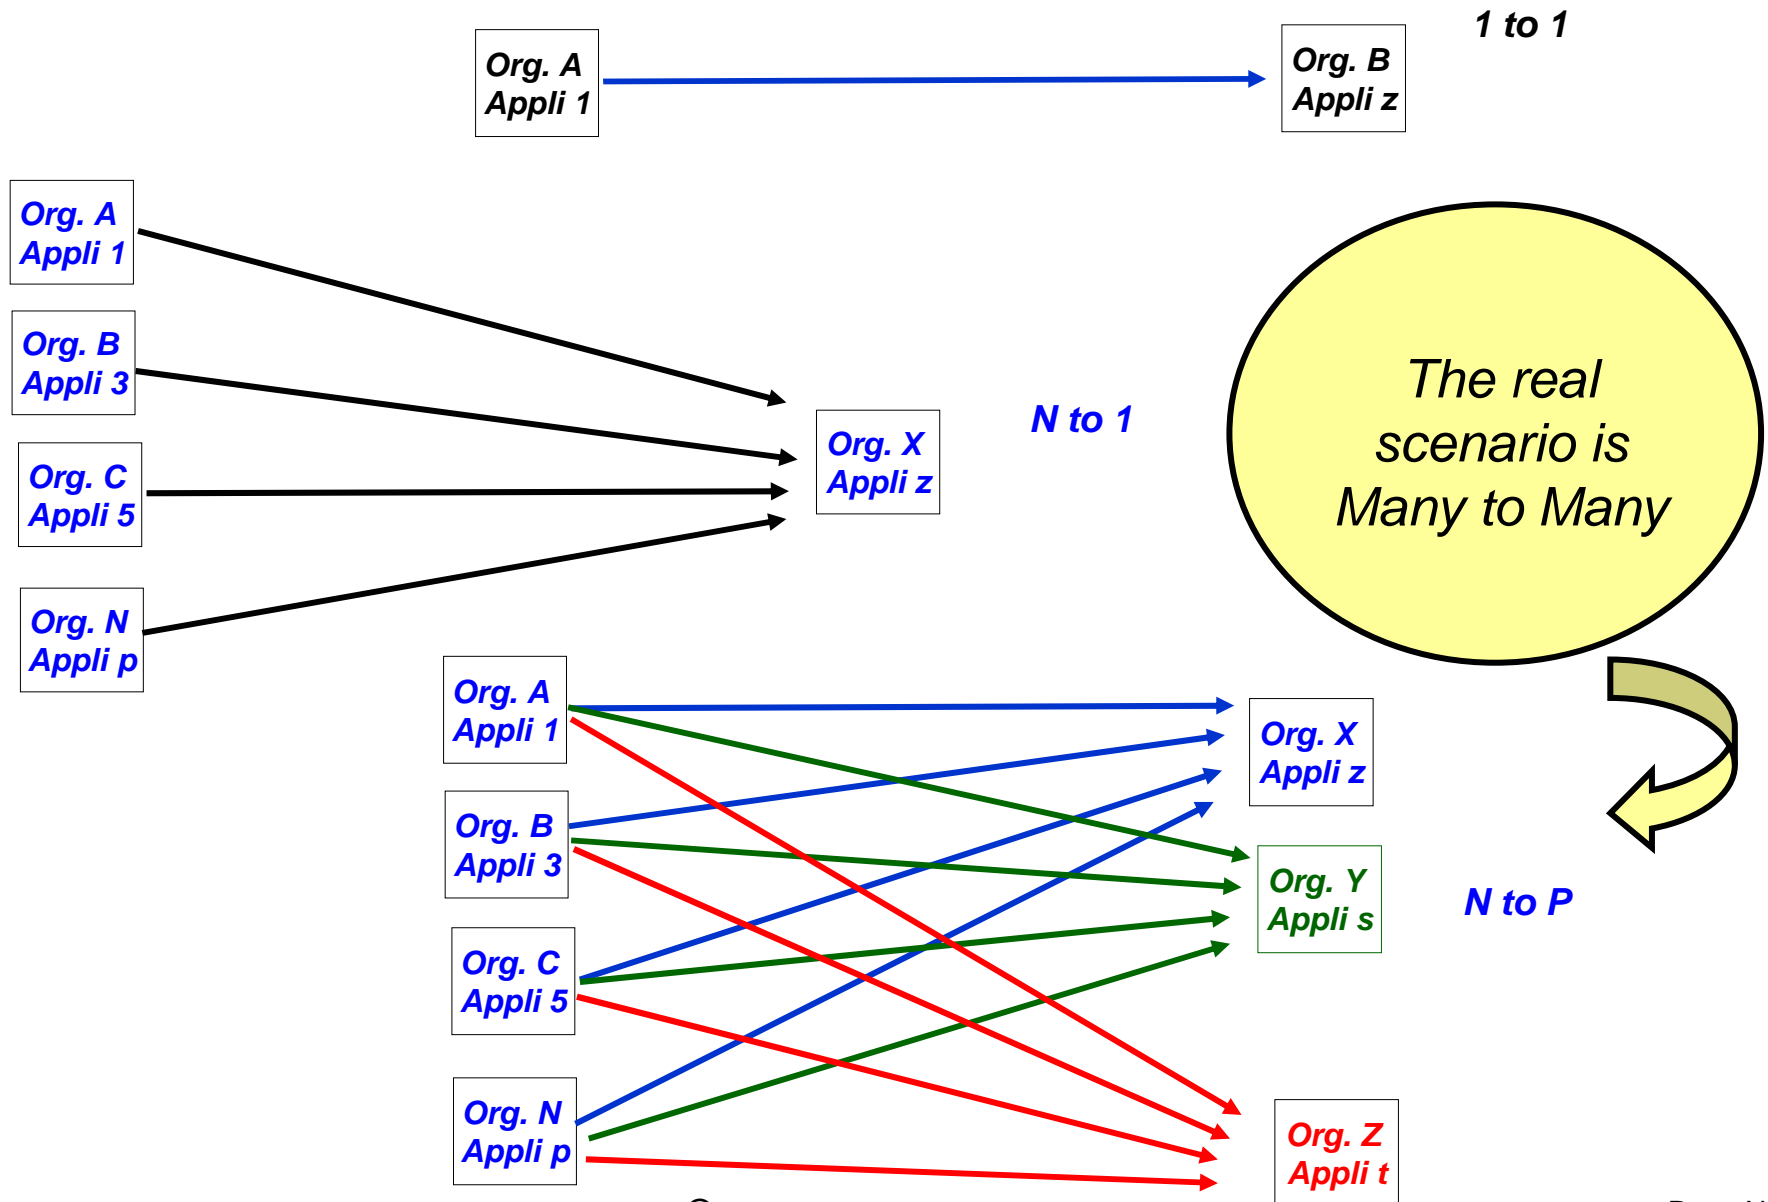 1 to 1
Org. A
Appli 1
Org. B
Appli z
Org. A
Appli 1
Org. B
Appli 3
Org. C
Appli 5
Org. N
Appli p
Org. X
Appli z
N to 1
The real
scenario is
Many to Many
Org. A
Appli 1
Org. B
Appli 3
Org. C
Appli 5
Org. N
Appli p
Org. X
Appli z
Org. Y
Appli s
N to P
Org. Z
Appli t